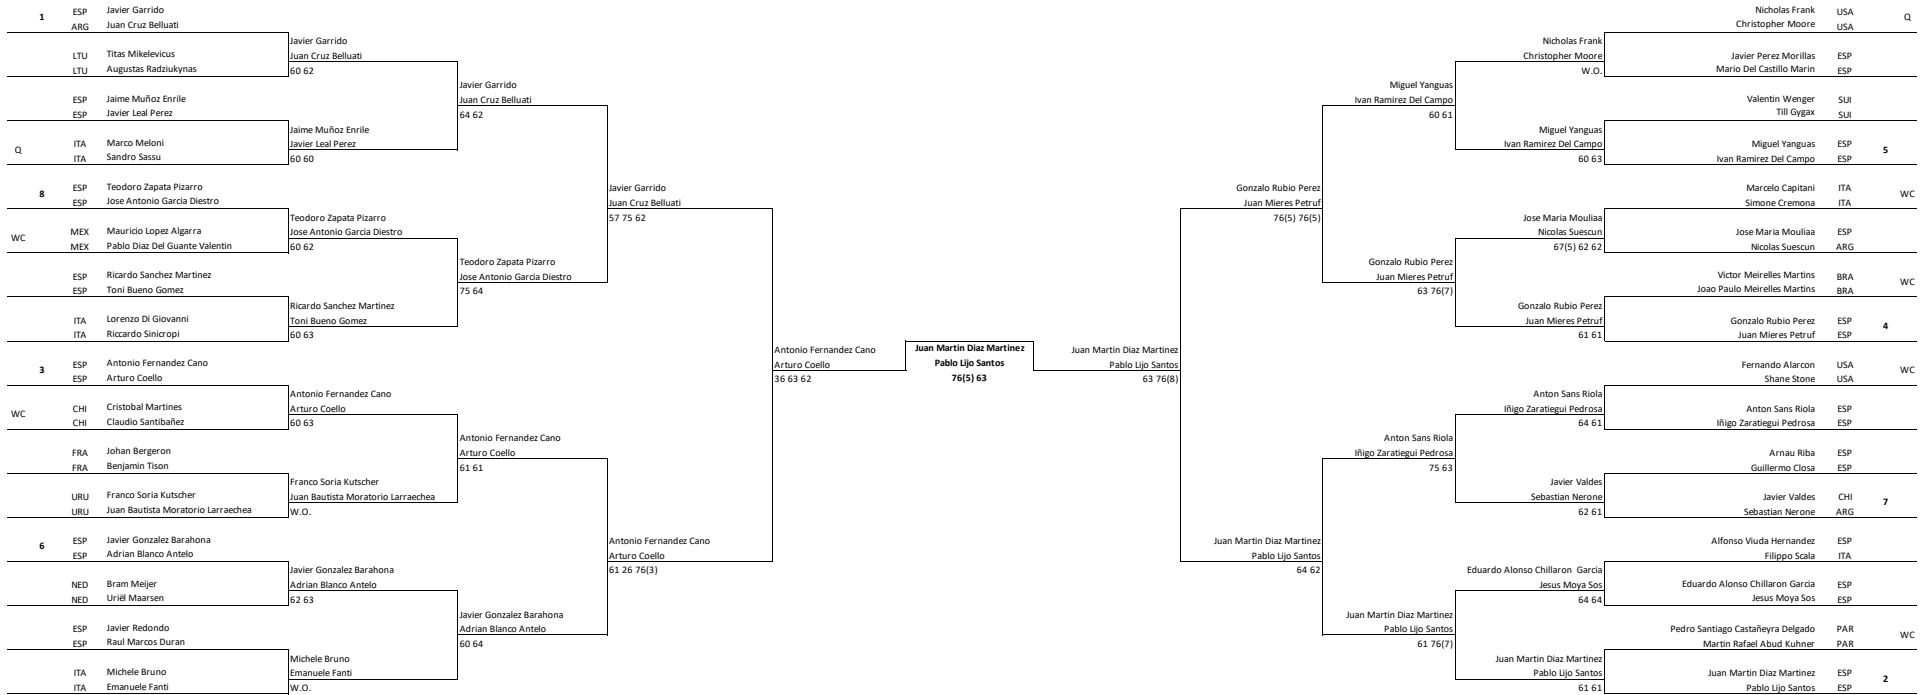 1
ESP Javier Garrido
ARG Juan Cruz Belluati
LTU Titas Mikelevicus
LTU Augustas Radziukynas
ESP Jaime Muñoz Enrile
ESP Javier Leal Perez
Q
ITA Marco Meloni
ITA Sandro Sassu
8
ESP Teodoro Zapata Pizarro
ESP Jose Antonio Garcia Diestro
WC
MEX Mauricio Lopez Algarra
MEX Pablo Diaz Del Guante Valentin
ESP Ricardo Sanchez Martinez
ESP Toni Bueno Gomez
ITA Lorenzo Di Giovanni
ITA Riccardo Sinicropi
3
ESP Antonio Fernandez Cano
ESP Arturo Coello
WC
CHI Cristobal Martines
CHI Claudio Santibañez
FRA Johan Bergeron
FRA Benjamin Tison
URU Franco Soria Kutscher
URU Juan Bautista Moratorio Larraechea
6
ESP Javier Gonzalez Barahona
ESP Adrian Blanco Antelo
NED Bram Meijer
NED Uriël Maarsen
ESP Javier Redondo
ESP Raul Marcos Duran
ITA Michele Bruno
ITA Emanuele Fanti
Javier Garrido
Juan Cruz Belluati
60 62
Jaime Muñoz Enrile
Javier Leal Perez
60 60
Teodoro Zapata Pizarro
Jose Antonio Garcia Diestro
60 62
Ricardo Sanchez Martinez
Toni Bueno Gomez
60 63
Antonio Fernandez Cano
Arturo Coello
60 63
Franco Soria Kutscher
Juan Bautista Moratorio Larraechea
W.O.
Javier Gonzalez Barahona
Adrian Blanco Antelo
62 63
Michele Bruno
Emanuele Fanti
W.O.
Javier Garrido
Juan Cruz Belluati
64 62
Teodoro Zapata Pizarro
Jose Antonio Garcia Diestro
75 64
Antonio Fernandez Cano
Arturo Coello
61 61
Javier Gonzalez Barahona
Adrian Blanco Antelo
60 64
Javier Garrido
Juan Cruz Belluati
57 75 62
Antonio Fernandez Cano
Arturo Coello
61 26 76(3)
Antonio Fernandez Cano
Arturo Coello
36 63 62
Juan Martin Diaz Martinez
Pablo Lijo Santos
76(5) 63
Juan Martin Diaz Martinez
Pablo Lijo Santos
63 76(8)
Gonzalo Rubio Perez
Juan Mieres Petruf
76(5) 76(5)
Juan Martin Diaz Martinez
Pablo Lijo Santos
64 62
Miguel Yanguas
Ivan Ramirez Del Campo
60 61
Gonzalo Rubio Perez
Juan Mieres Petruf
63 76(7)
Anton Sans Riola
Iñigo Zaratiegui Pedrosa
75 63
Juan Martin Diaz Martinez
Pablo Lijo Santos
61 76(7)
Nicholas Frank
Christopher Moore
W.O.
Miguel Yanguas
Ivan Ramirez Del Campo
60 63
Jose Maria Mouliaa
Nicolas Suescun
67(5) 62 62
Gonzalo Rubio Perez
Juan Mieres Petruf
61 61
Anton Sans Riola
Iñigo Zaratiegui Pedrosa
64 61
Javier Valdes
Sebastian Nerone
62 61
Eduardo Alonso Chillaron Garcia
Jesus Moya Sos
64 64
Juan Martin Diaz Martinez
Pablo Lijo Santos
61 61
Nicholas Frank USA
Christopher Moore USA
Q
Javier Perez Morillas ESP
Mario Del Castillo Marin ESP
Valentin Wenger SUI
Till Gygax SUI
Miguel Yanguas ESP
Ivan Ramirez Del Campo ESP
5
Marcelo Capitani ITA
Simone Cremona ITA
WC
Jose Maria Mouliaa ESP
Nicolas Suescun ARG
Victor Meirelles Martins BRA
Joao Paulo Meirelles Martins BRA
WC
Gonzalo Rubio Perez ESP
Juan Mieres Petruf ESP
4
Fernando Alarcon USA
Shane Stone USA
WC
Anton Sans Riola ESP
Iñigo Zaratiegui Pedrosa ESP
Arnau Riba ESP
Guillermo Closa ESP
Javier Valdes CHI
Sebastian Nerone ARG
7
Alfonso Viuda Hernandez ESP
Filippo Scala ITA
Eduardo Alonso Chillaron Garcia ESP
Jesus Moya Sos ESP
Pedro Santiago Castañeyra Delgado PAR
Martin Rafael Abud Kuhner PAR
WC
Juan Martin Diaz Martinez ESP
Pablo Lijo Santos ESP
2